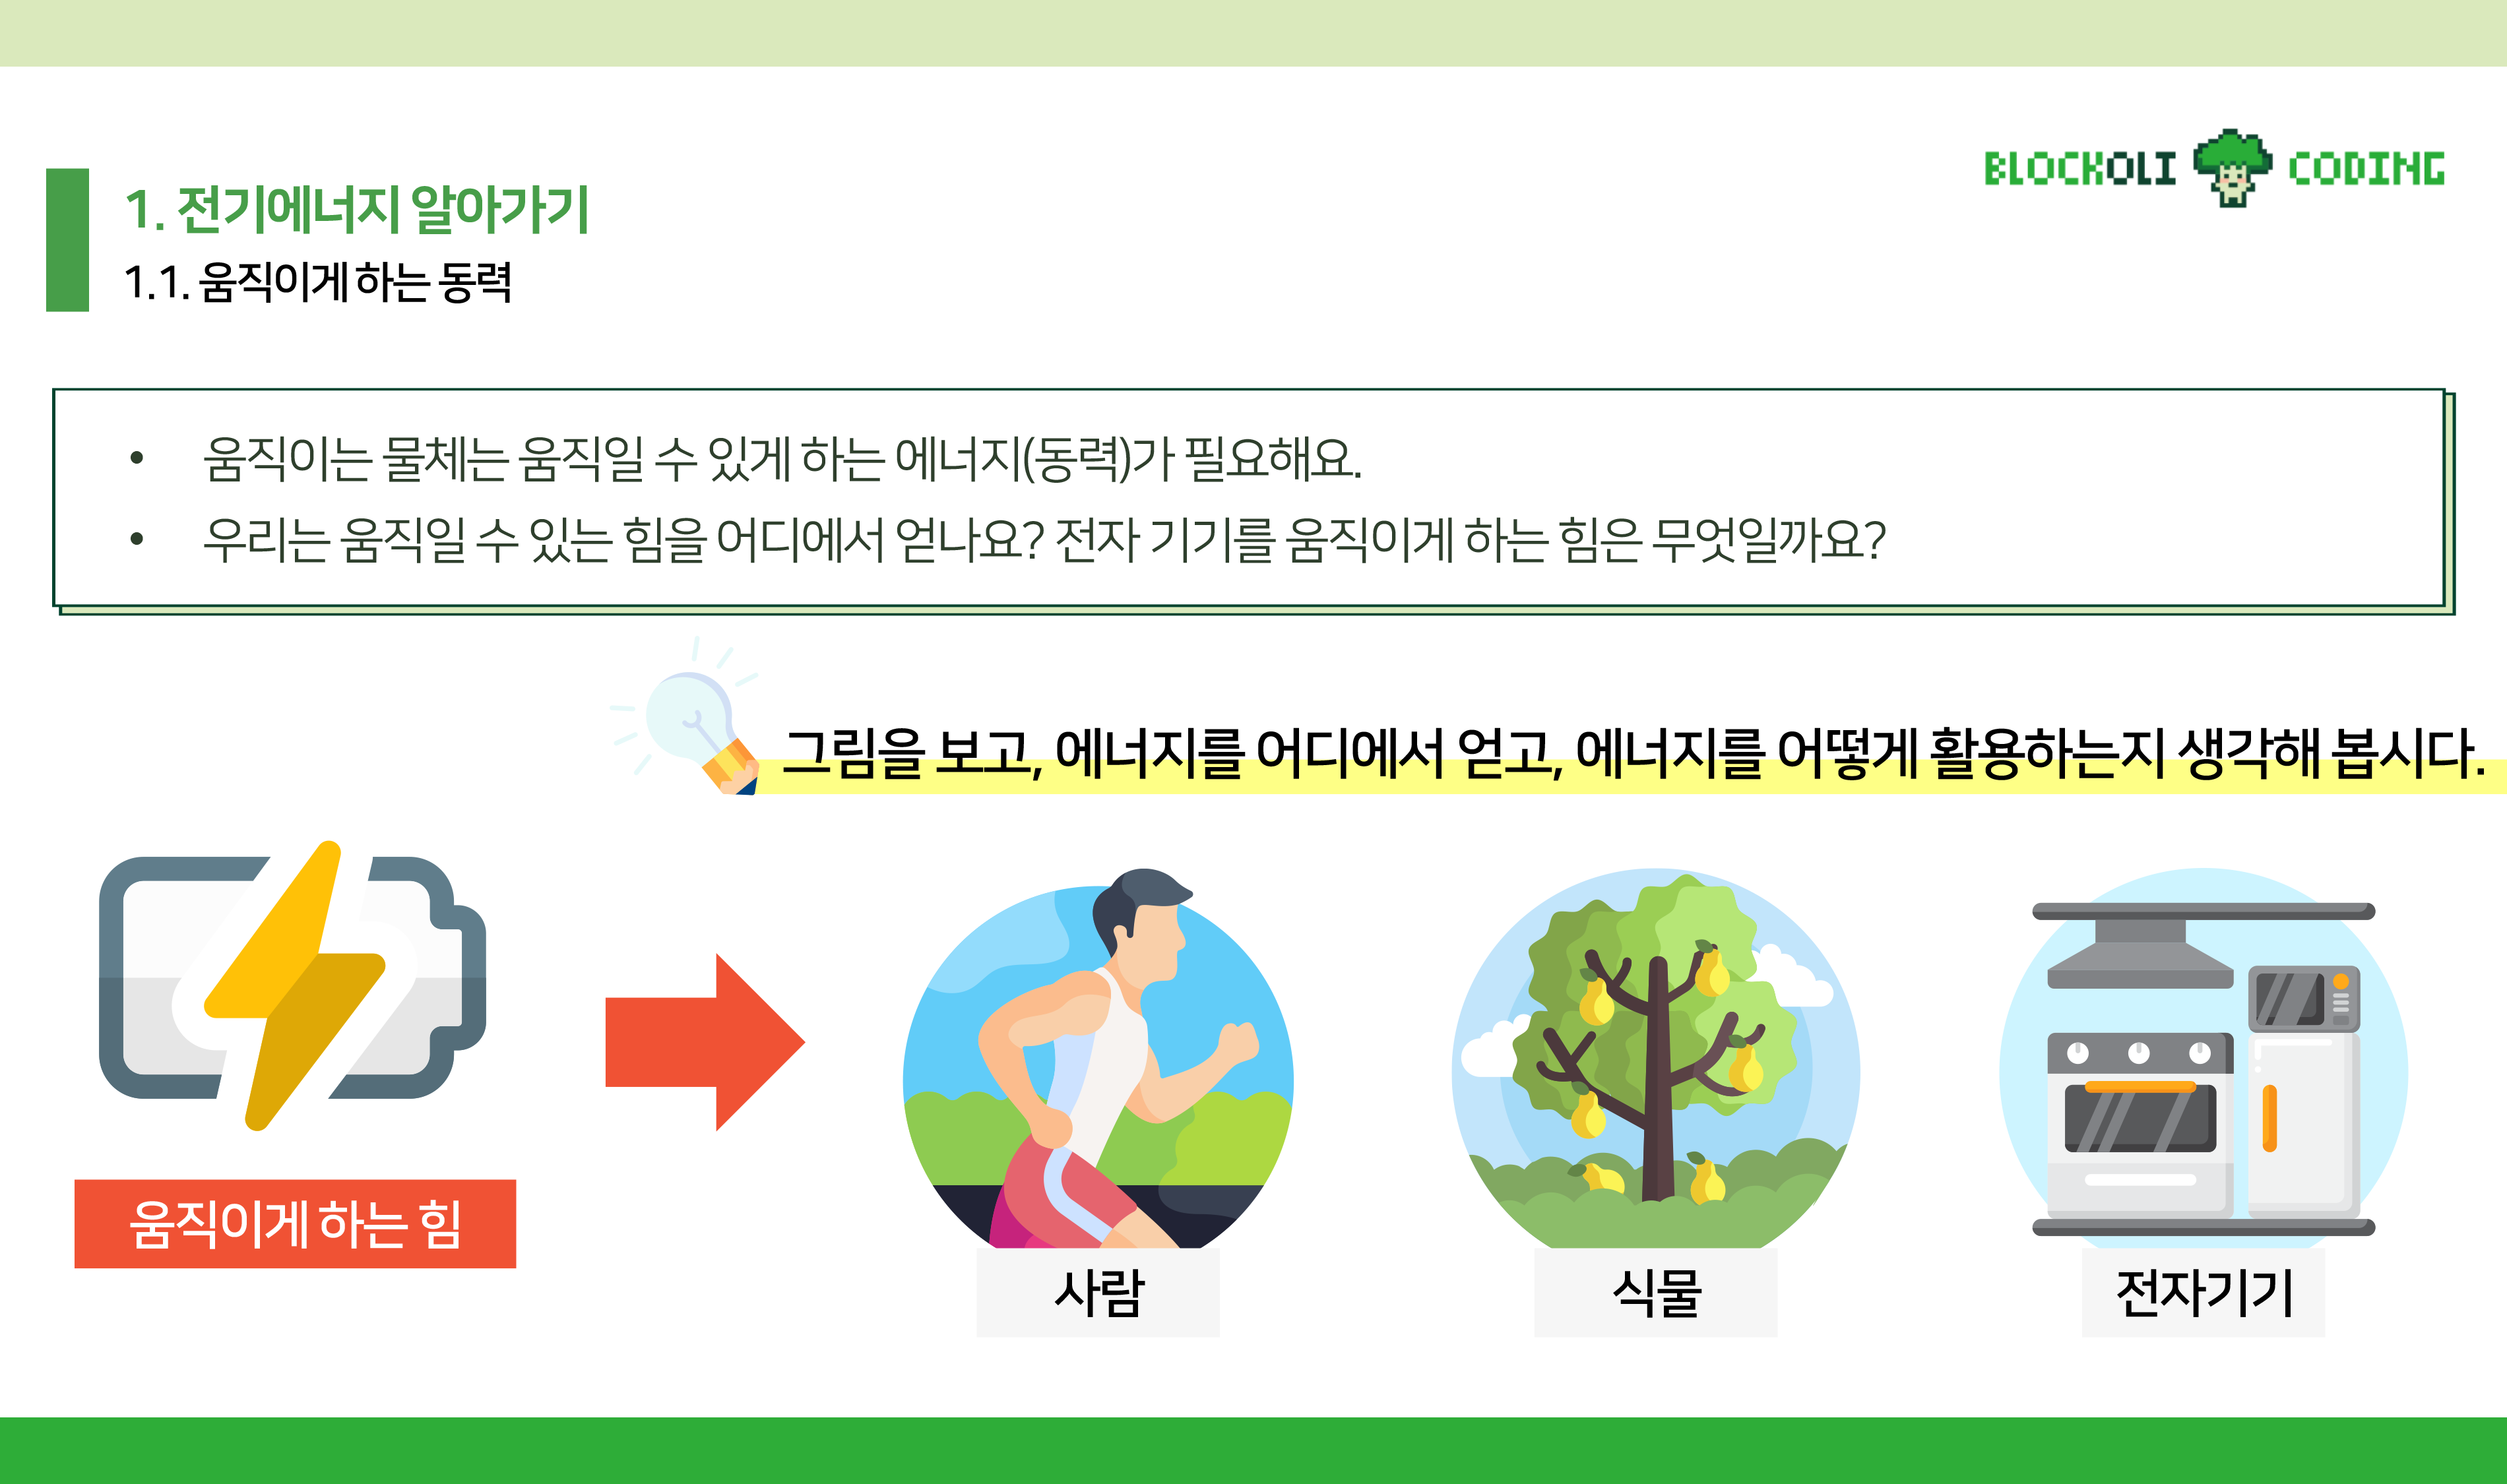 BLOCKOLI CODING
1. 전기에너지 알아가기
1.1. 움직이게 하는 동력
• 움직이는 물체는 움직일 수 있게 하는 에너지(동력)가 필요해요.
• 우리는 움직일 수 있는 힘을 어디에서 얻나요? 전자 기기를 움직이게 하는 힘은 무엇일까요?
그림을 보고, 에너지를 어디에서 얻고, 에너지를 어떻게 활용하는지 생각해 봅시다.
움직이게 하는 힘
사람
식물
전자기기